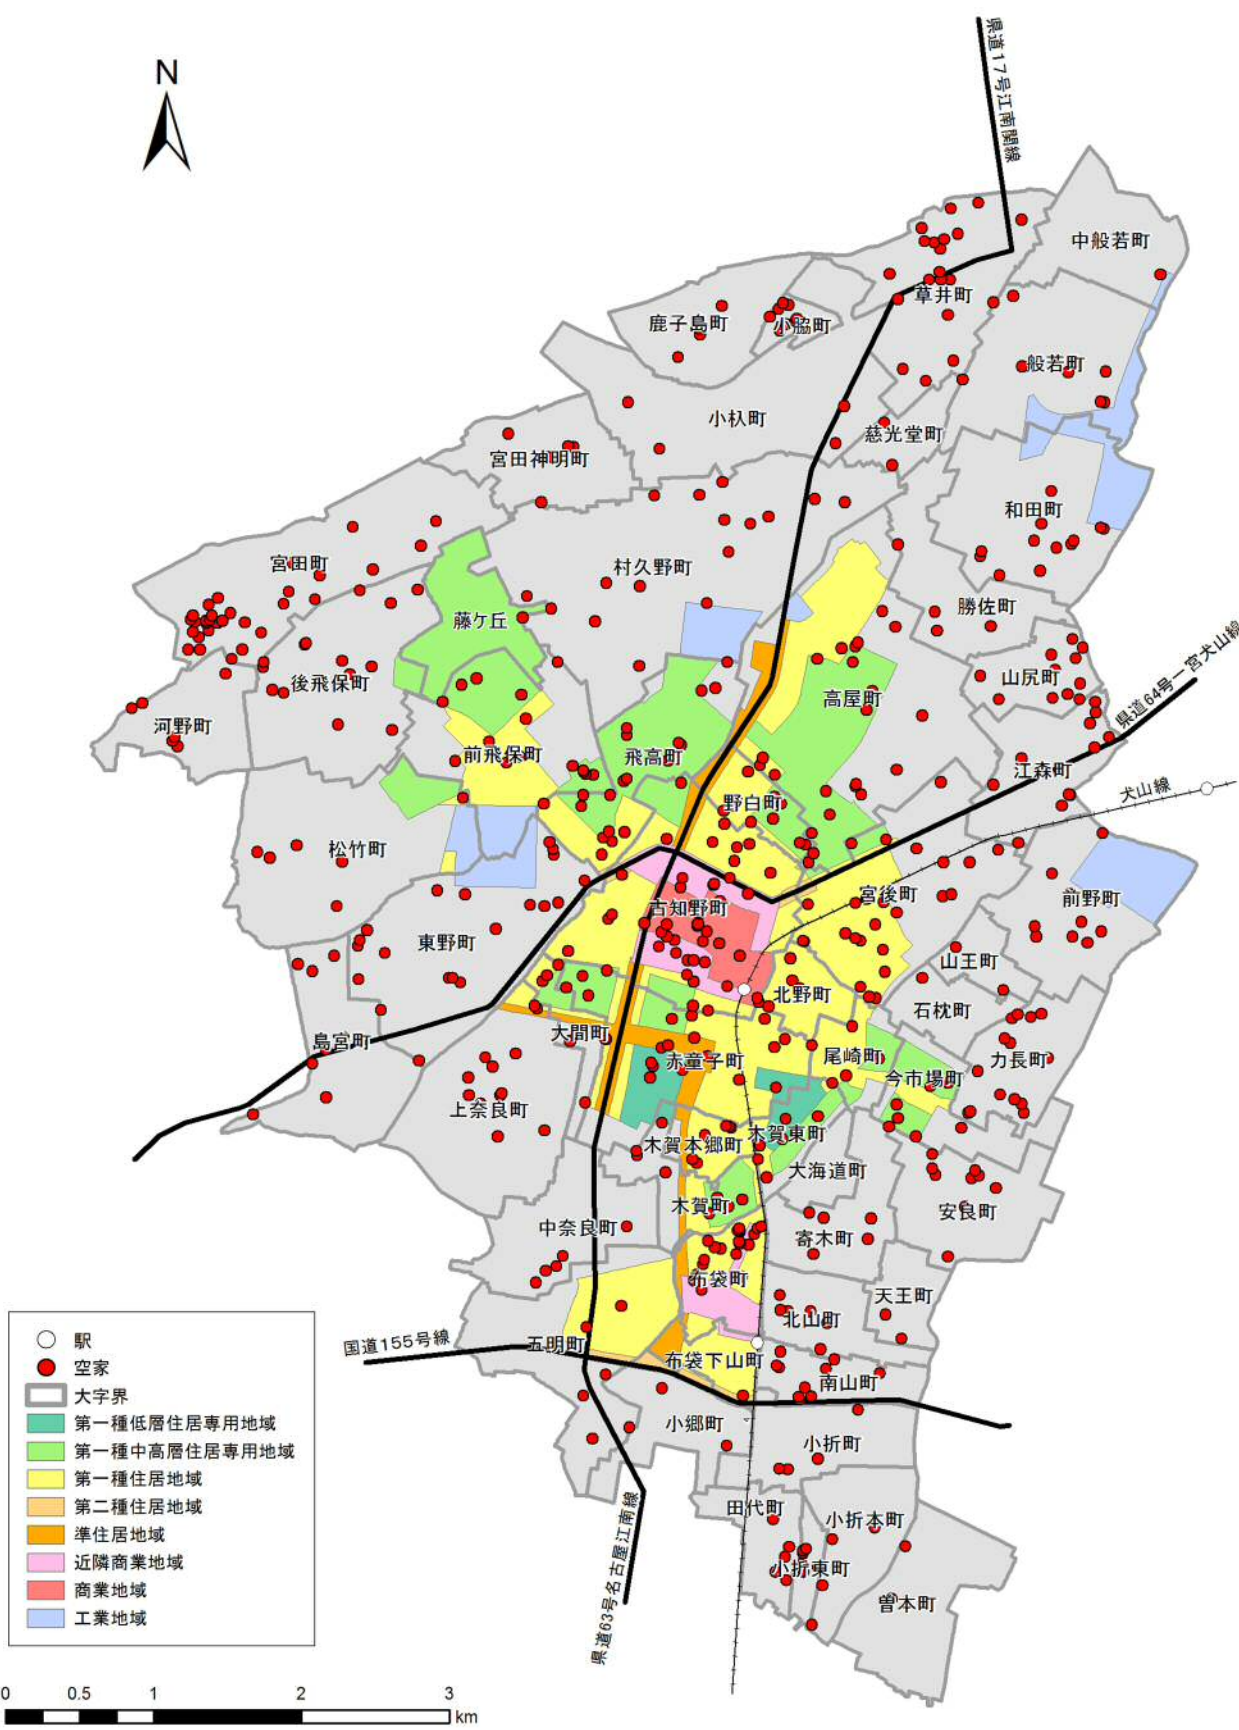 県道17号江南関線
N
中般若町
草井町
鹿子島町
小脇町
般若町
小杁町
慈光堂町
宮田神明町
和田町
宮田町
村久野町
勝佐町
藤ケ丘
県道64号一宮犬山線
山尻町
後飛保町
高屋町
河野町
前飛保町
飛高町
江森町
犬山線
野白町
松竹町
宮後町
前野町
古知野町
東野町
山王町
北野町
石枕町
大間町
島宮町
赤童子町
尾崎町
力長町
今市場町
上奈良町
木賀本郷町
木賀東町
大海道町
木賀町
安良町
中奈良町
寄木町
布袋町
天王町
北山町
国道155号線
五明町
布袋下山町
南山町
小郷町
小折町
田代町
小折本町
小折東町
曽本町
県道63号名古屋江南線
駅
空家
大字界
第一種低層住居専用地域
第一種中高層住居専用地域
第一種住居地域
第二種住居地域
準住居地域
近隣商業地域
商業地域
工業地域
0 0.5 1 2 3
km